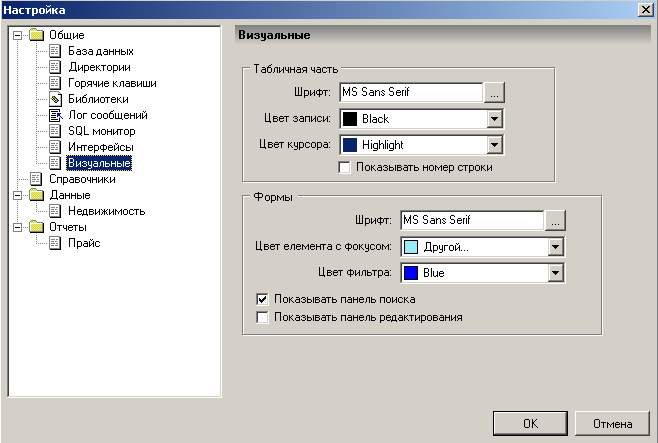 Настройка
Общие
База данных
Директории
Горячие клавиши
Библиотеки
Лог сообщений
SQL монитор
Интерфейсы
Визуальные
Справочники
Данные
Недвижимость
Отчеты
Прайс
Визуальные
Табличная часть
Шрифт: MS Sans Serif ...
Цвет записи: Black
Цвет курсора: Highlight
Показывать номер строки
Формы
Шрифт: MS Sans Serif ...
Цвет елемента с фокусом: Другой...
Цвет фильтра: Blue
Показывать панель поиска
Показывать панель редактирования
OK Отмена